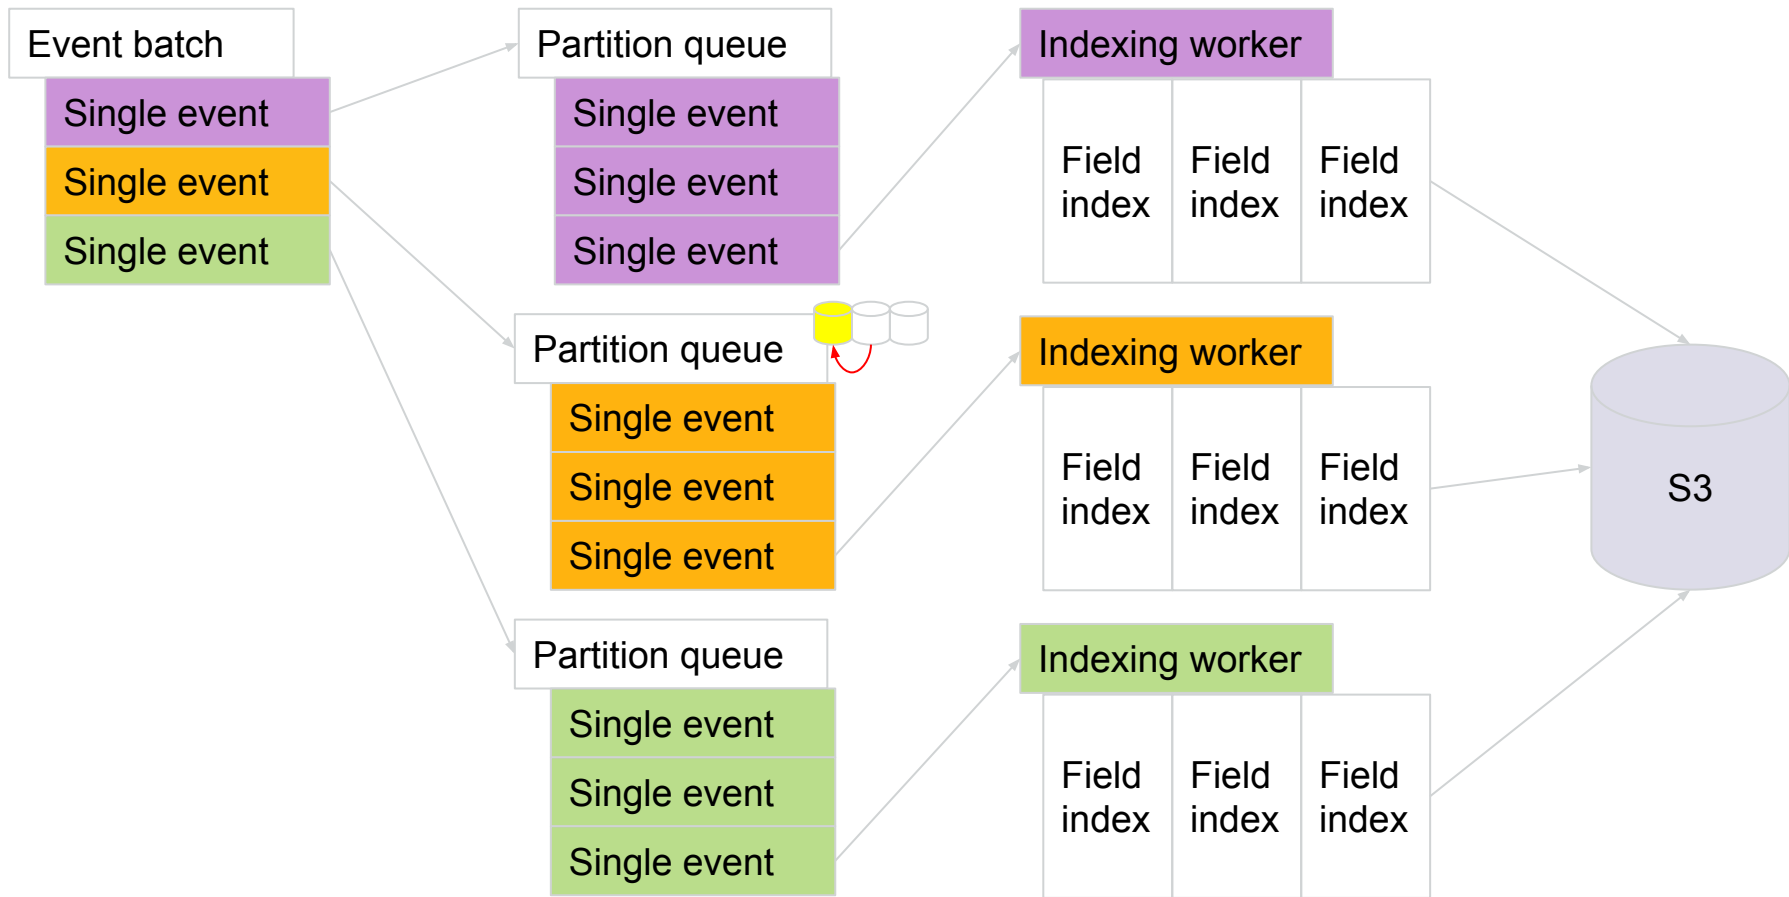 Event batch
Single event
Single event
Single event
Partition queue
Single event
Single event
Single event
Indexing worker
Field
index
Field
index
Field
index
Partition queue
Single event
Single event
Single event
Indexing worker
Field
index
Field
index
Field
index
Partition queue
Single event
Single event
Single event
Indexing worker
Field
index
Field
index
Field
index
S3